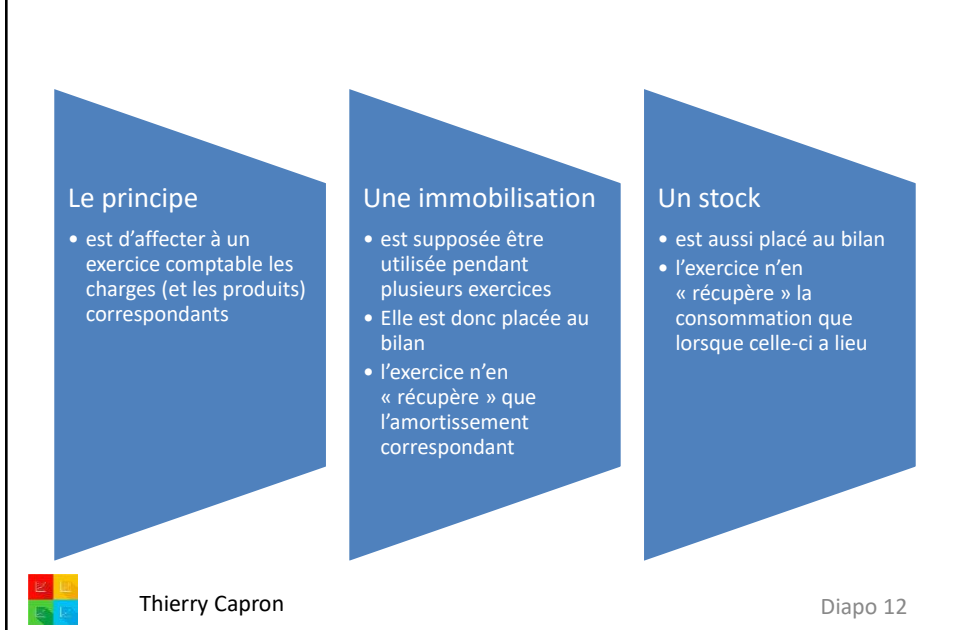 Le principe
• est d’affecter à un
exercice comptable les
charges (et les produits)
correspondants
Une immobilisation
• est supposée être
utilisée pendant
plusieurs exercices
• Elle est donc placée au
bilan
• l’exercice n’en
« récupère » que
l’amortissement
correspondant
Un stock
• est aussi placé au bilan
• l’exercice n’en
« récupère » la
consommation que
lorsque celle-ci a lieu
Thierry Capron
Diapo 12